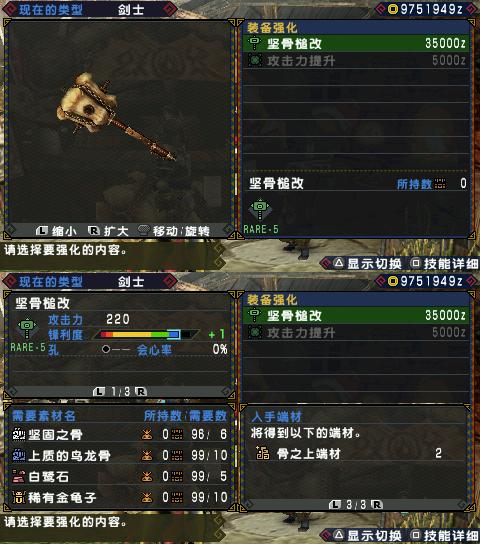 现在的类型 剑士 9751949z
装备强化
坚骨槌改 35000z
攻击力提升 5000z
坚骨槌改 所持数 0
RARE-5
L 缩小 R 扩大 移动/旋转
请选择要强化的内容。
△显示切换 □技能详细
现在的类型 剑士 9751949z
坚骨槌改
攻击力 220
锋利度 +1
RARE-5 孔 ●—— 会心率 0%
L 1/3 R
装备强化
坚骨槌改 35000z
攻击力提升 5000z
需要素材名 所持数/需要数
坚固之骨 0 96/ 6
上质的鸟龙骨 0 99/10
白鹭石 0 99/ 5
稀有金龟子 0 99/10
入手端材
将得到以下的端材。
骨之上端材 2
L 3/3 R
请选择要强化的内容。
△显示切换 □技能详细